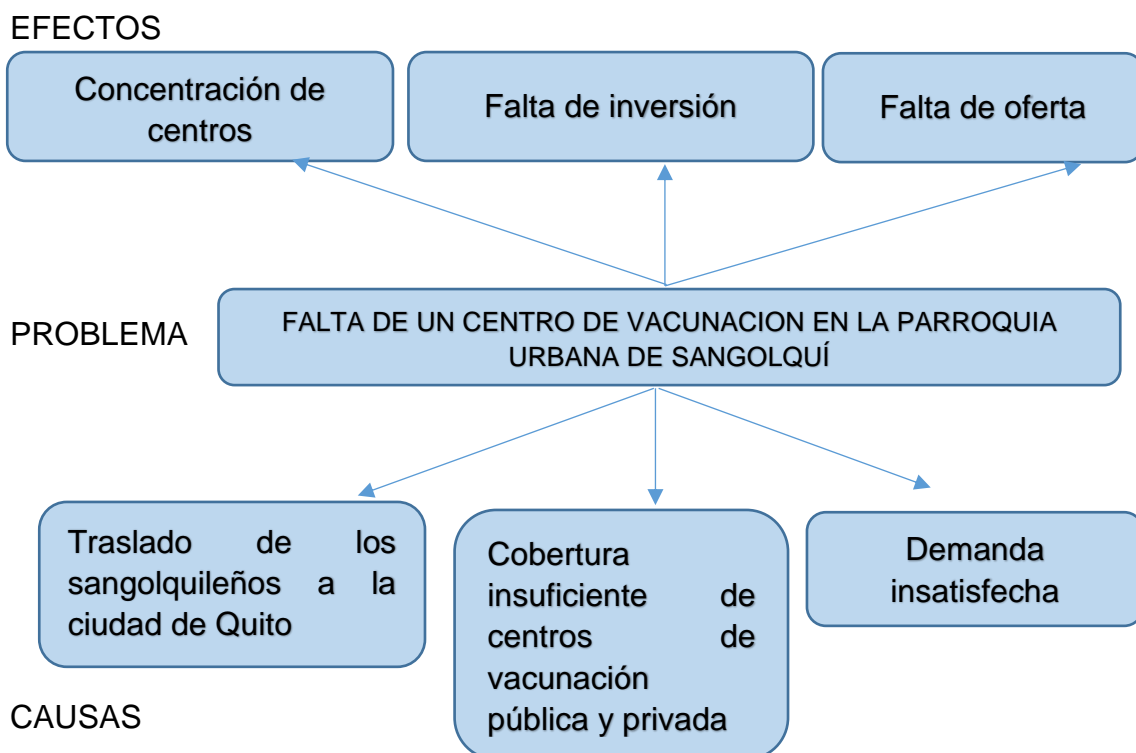 EFECTOS
Concentración de
centros
Falta de inversión
Falta de oferta
PROBLEMA
FALTA DE UN CENTRO DE VACUNACION EN LA PARROQUIA
URBANA DE SANGOLQUÍ
Traslado de los
sangolquileños a la
ciudad de Quito
Cobertura
insuficiente de
centros de
vacunación
pública y privada
Demanda
insatisfecha
CAUSAS